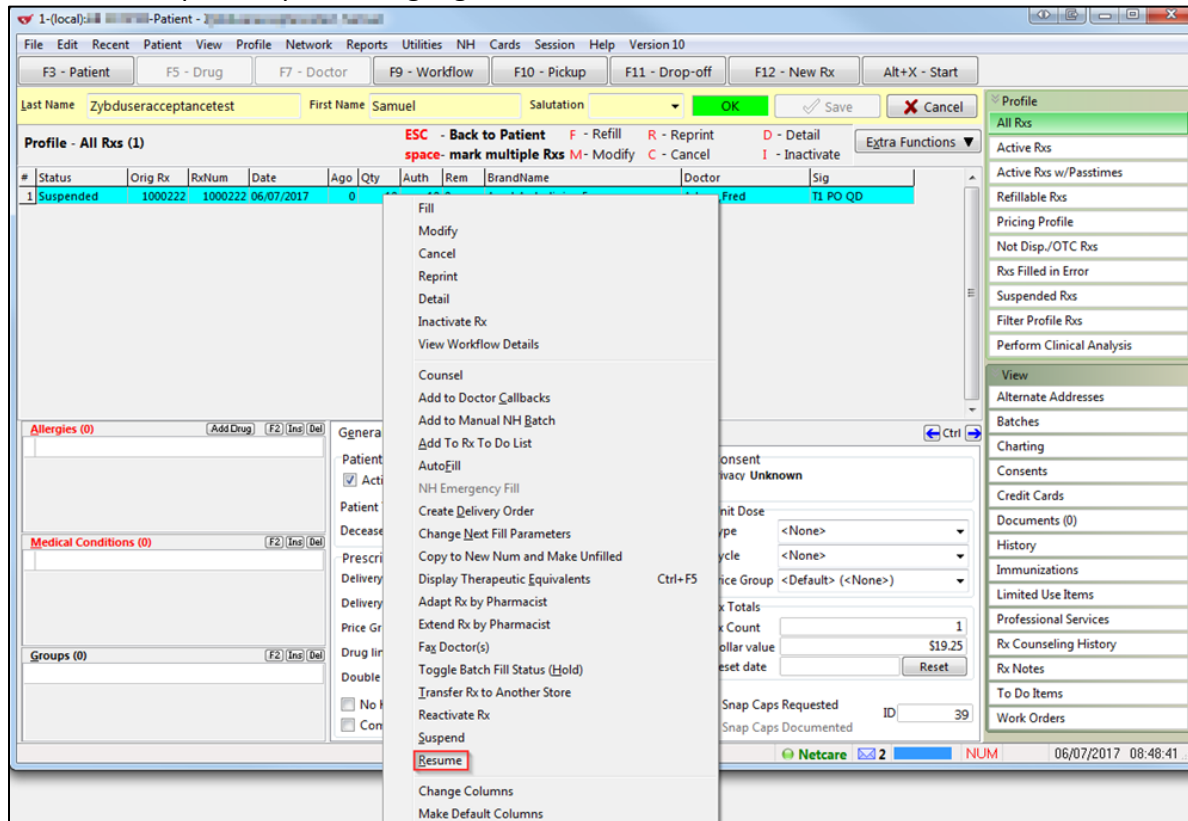 1-(local): -Patient -
File Edit Recent Patient View Profile Network Reports Utilities NH Cards Session Help Version 10
F3 - Patient F5 - Drug F7 - Doctor F9 - Workflow F10 - Pickup F11 - Drop-off F12 - New Rx Alt+X - Start
Last Name Zybduseracceptancetest First Name Samuel Salutation OK Save Cancel
Profile - All Rxs (1)
ESC - Back to Patient F - Refill R - Reprint D - Detail
space- mark multiple Rxs M- Modify C - Cancel I - Inactivate
Extra Functions
# Status Orig Rx RxNum Date Ago Qty Auth Rem BrandName Doctor Sig
1 Suspended 1000222 1000222 06/07/2017 0 Fred T1 PO QD
Fill
Modify
Cancel
Reprint
Detail
Inactivate Rx
View Workflow Details
Counsel
Add to Doctor Callbacks
Add to Manual NH Batch
Add To Rx To Do List
AutoFill
NH Emergency Fill
Create Delivery Order
Change Next Fill Parameters
Copy to New Num and Make Unfilled
Display Therapeutic Equivalents Ctrl+F5
Adapt Rx by Pharmacist
Extend Rx by Pharmacist
Fax Doctor(s)
Toggle Batch Fill Status (Hold)
Transfer Rx to Another Store
Reactivate Rx
Suspend
Resume
Change Columns
Make Default Columns
Allergies (0) Add Drug F2 Ins Del
Medical Conditions (0) F2 Ins Del
Groups (0) F2 Ins Del
Genera
Patient
Acti
Patient
Decease
Prescri
Delivery
Delivery
Price Gr
Drug lin
Double
No
Com
Ctrl
onsent
ivacy Unknown
nit Dose
ype <None>
ycle <None>
rice Group <Default> (<None>)
x Totals
x Count 1
ollar value $19.25
eset date Reset
Snap Caps Requested
Snap Caps Documented
ID 39
Profile
All Rxs
Active Rxs
Active Rxs w/Passtimes
Refillable Rxs
Pricing Profile
Not Disp./OTC Rxs
Rxs Filled in Error
Suspended Rxs
Filter Profile Rxs
Perform Clinical Analysis
View
Alternate Addresses
Batches
Charting
Consents
Credit Cards
Documents (0)
History
Immunizations
Limited Use Items
Professional Services
Rx Counseling History
Rx Notes
To Do Items
Work Orders
Netcare 2 NUM 06/07/2017 08:48:41